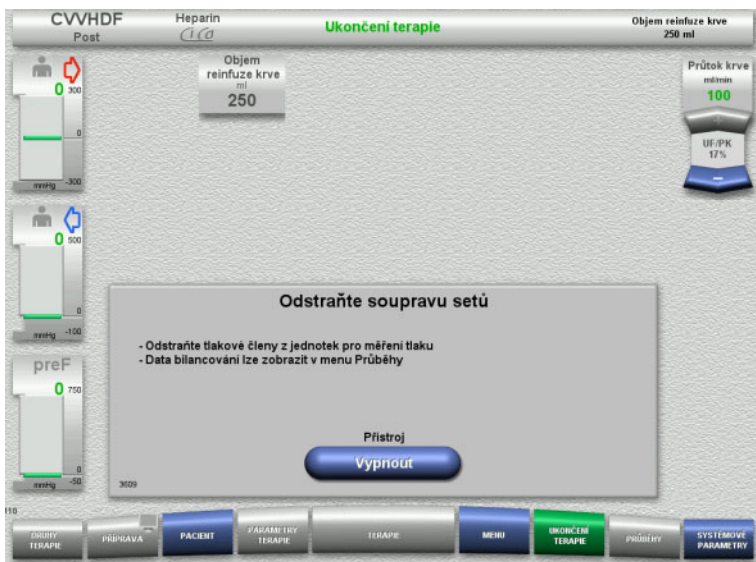 CVVHDF
Post
Heparin
Ci Ca
Ukončení terapie
Objem reinfuze krve
250 ml
0
300
0
-300
mmHg
Objem
reinfuze krve
ml
250
Průtok krve
ml/min
100
+
UF/PK
17%
–
0
500
0
-100
mmHg
preF
0
750
0
-50
mmHg
Odstraňte soupravu setů
- Odstraňte tlakové členy z jednotek pro měření tlaku
- Data bilancování lze zobrazit v menu Průběhy
Přístroj
Vypnout
3609
DRUHY
TERAPIE
PŘÍPRAVA
PACIENT
PARAMETRY
TERAPIE
TERAPIE
MENU
UKONČENÍ
TERAPIE
PRŮBĚHY
SYSTÉMOVÉ
PARAMETRY